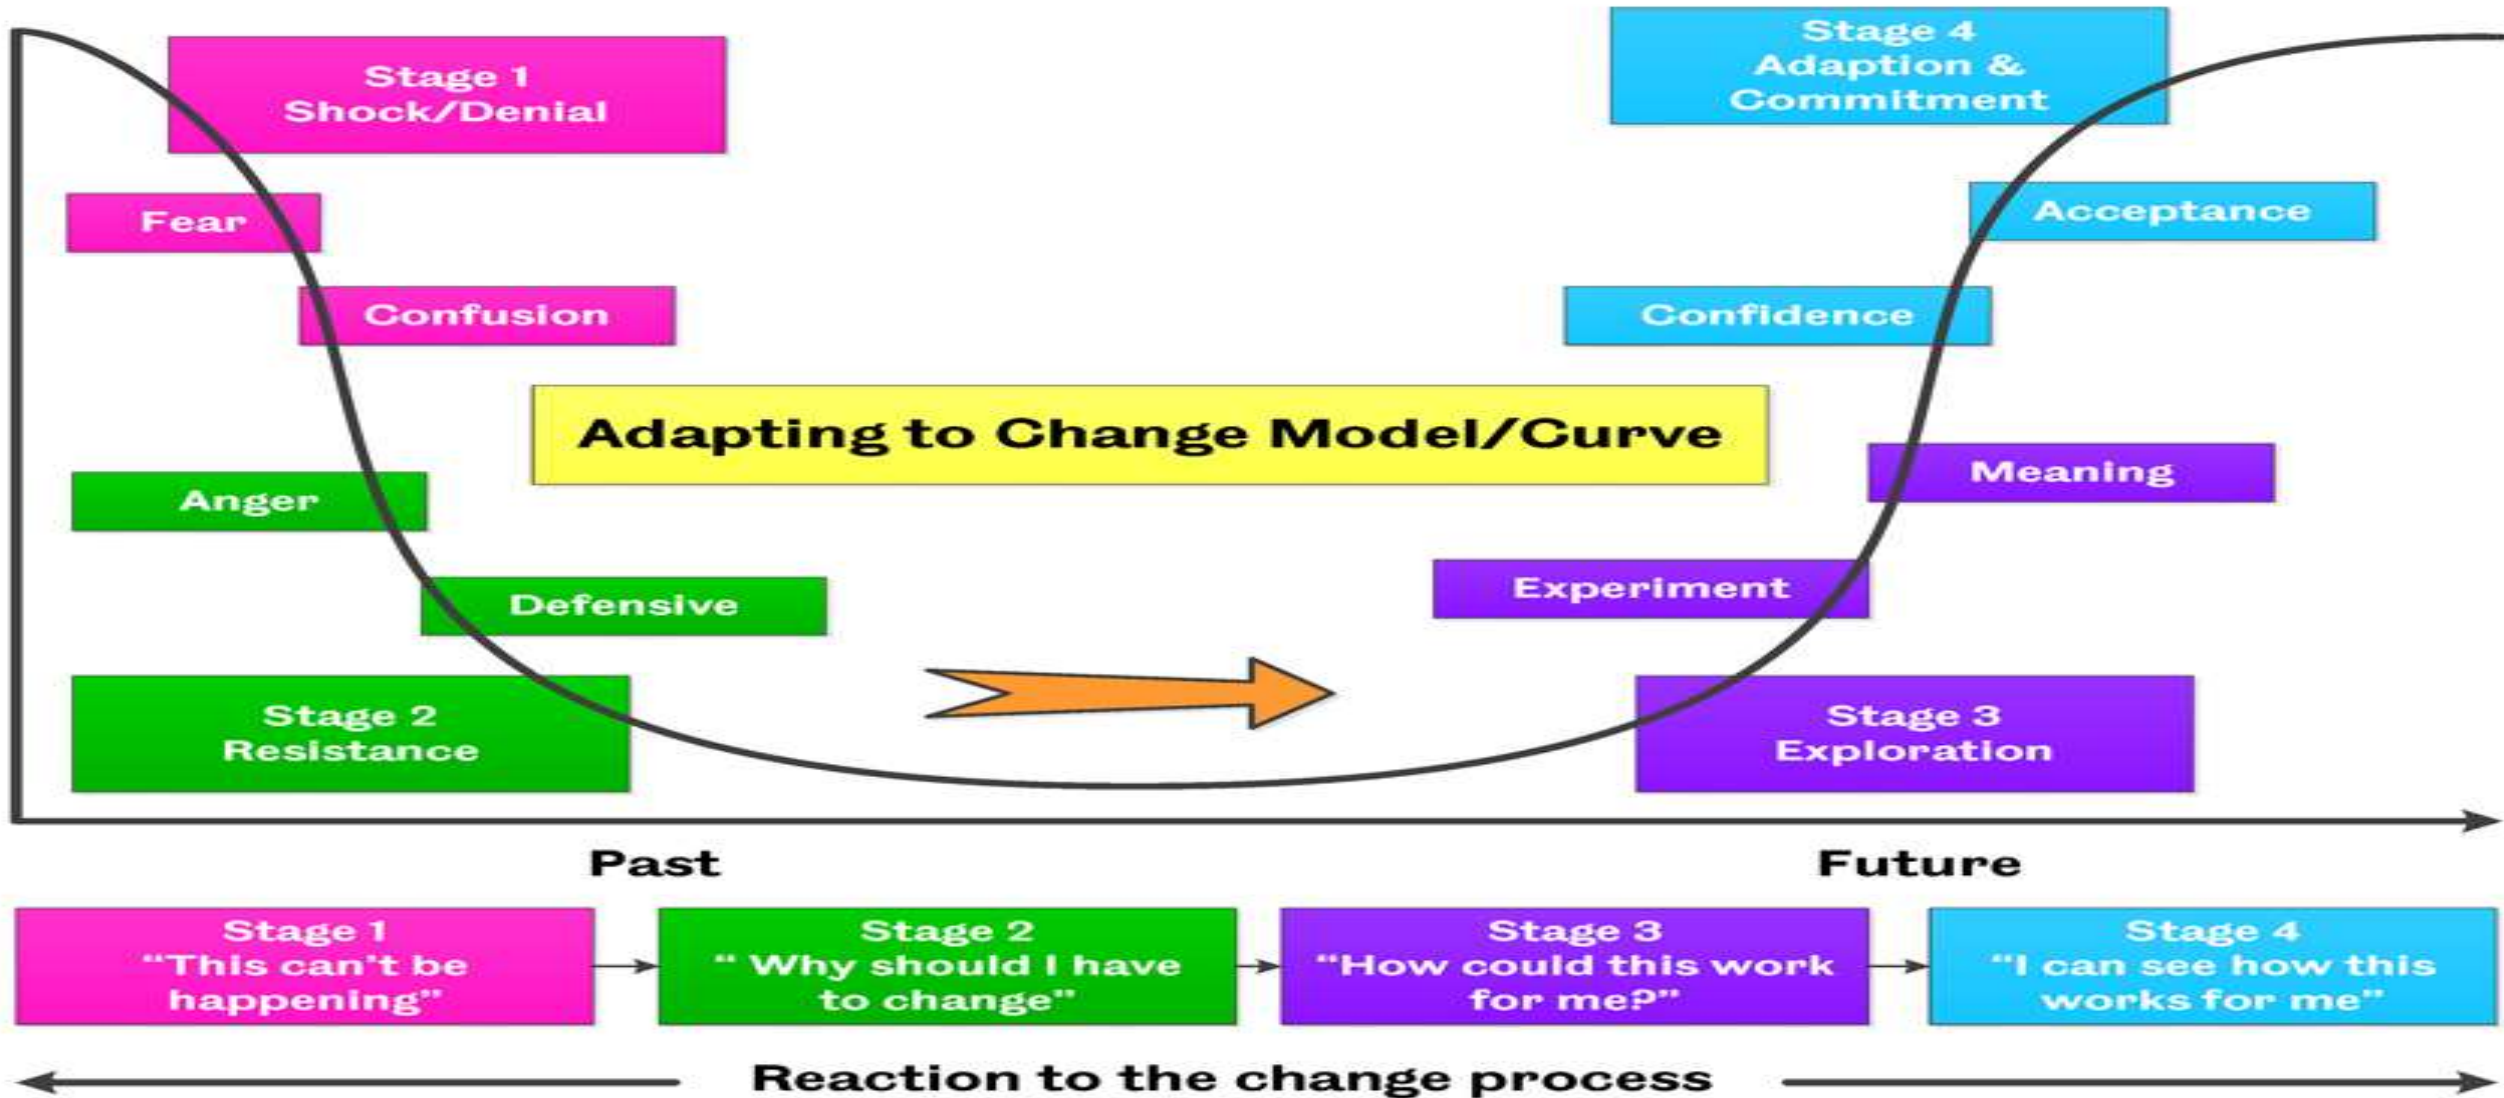 Stage 1
Shock/Denial
Fear
Confusion
Anger
Defensive
Stage 2
Resistance
Adapting to Change Model/Curve
Stage 4
Adaption &
Commitment
Acceptance
Confidence
Meaning
Experiment
Stage 3
Exploration
Past
Future
Stage 1
“This can't be
happening”
Stage 2
“ Why should I have
to change”
Stage 3
“How could this work
for me?”
Stage 4
“I can see how this
works for me”
Reaction to the change process